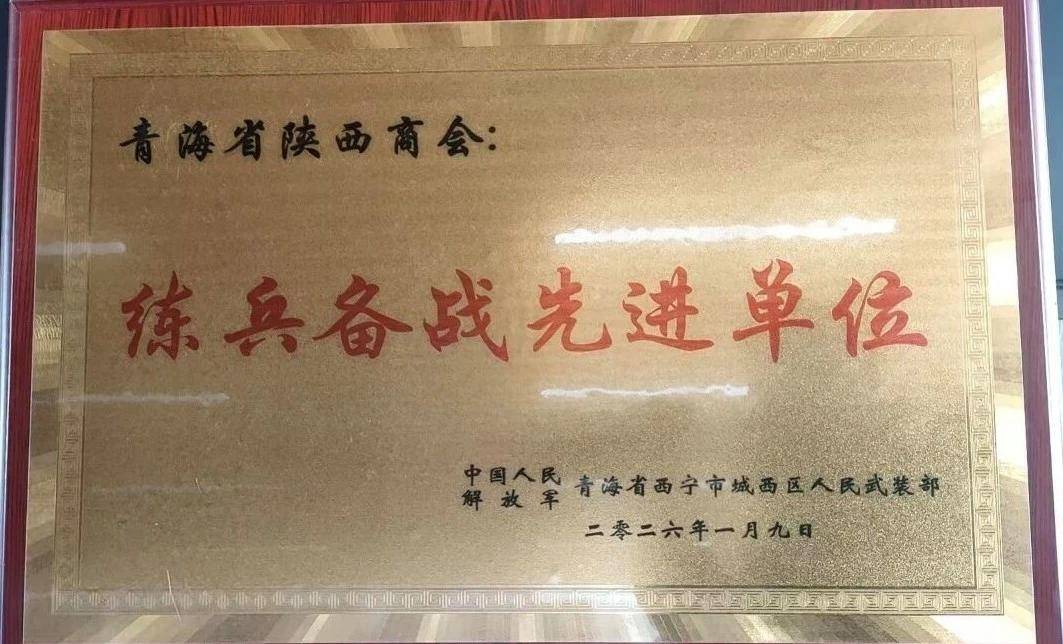 青海省陕西商会：
练兵备战先进单位
中国人民解放军 青海省西宁市城西区人民武装部
二零二六年一月九日